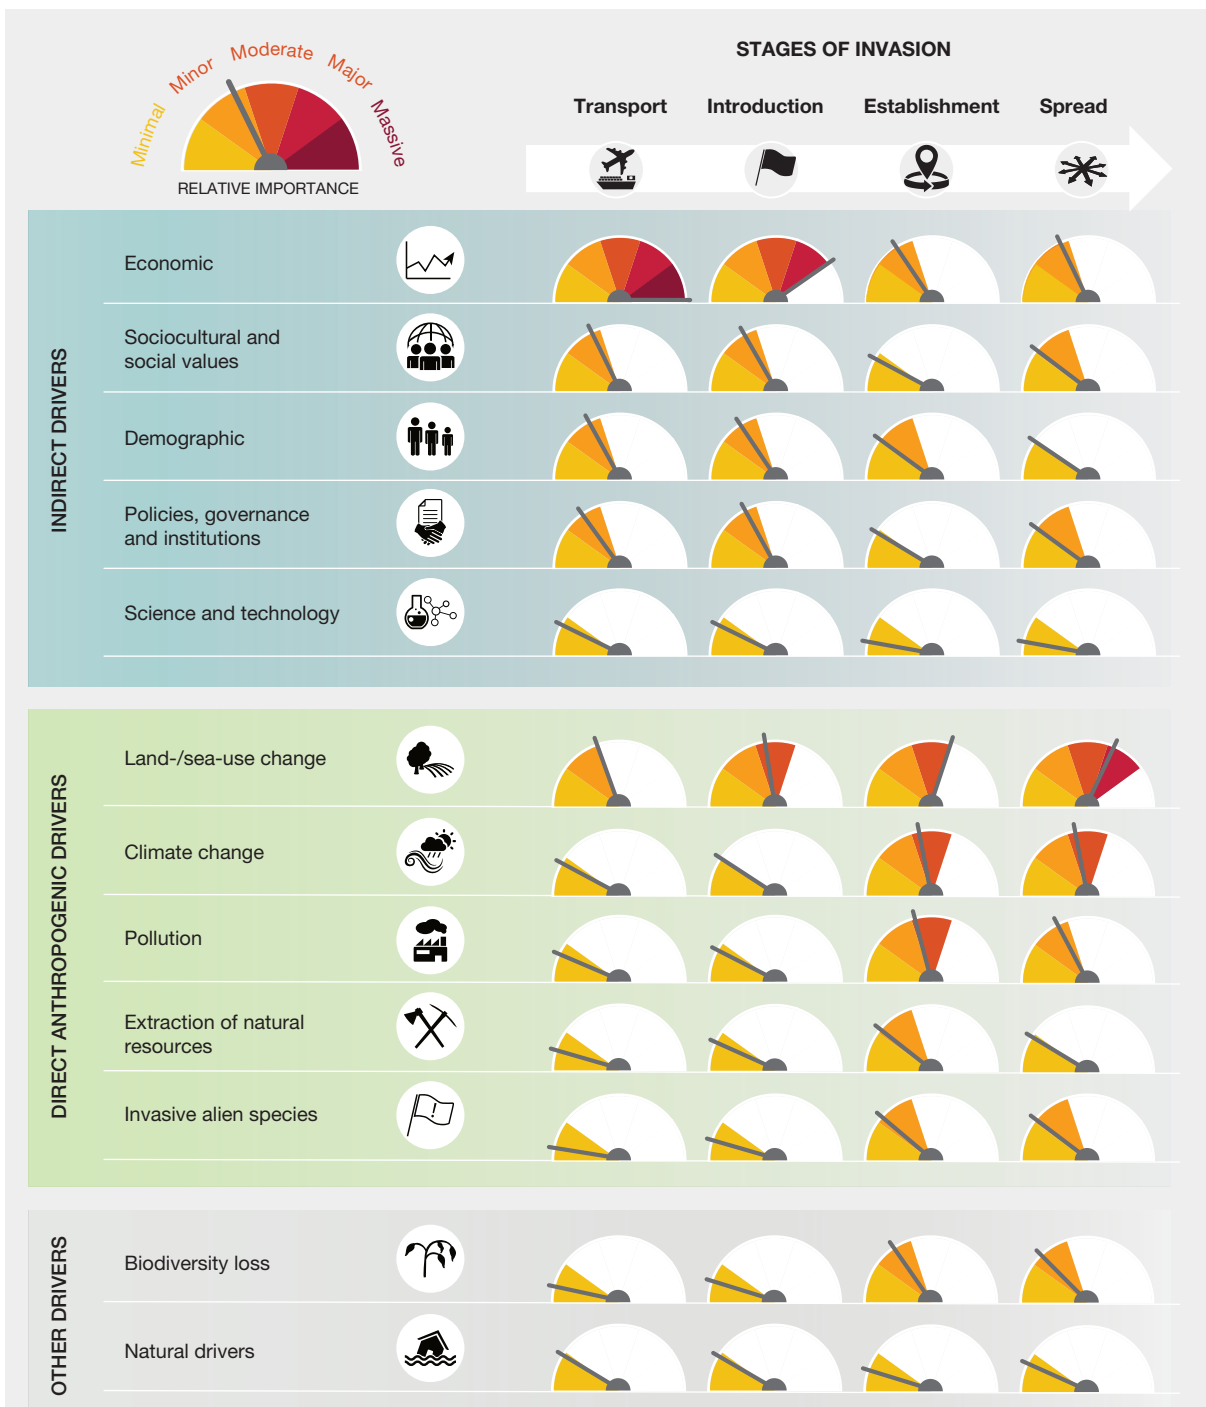 Minimal
Minor
Moderate
Major
Massive
RELATIVE IMPORTANCE
STAGES OF INVASION
Transport
Introduction
Establishment
Spread
INDIRECT DRIVERS
Economic
Sociocultural and
social values
Demographic
Policies, governance
and institutions
Science and technology
DIRECT ANTHROPOGENIC DRIVERS
Land-/sea-use change
Climate change
Pollution
Extraction of natural
resources
Invasive alien species
!
OTHER DRIVERS
Biodiversity loss
Natural drivers